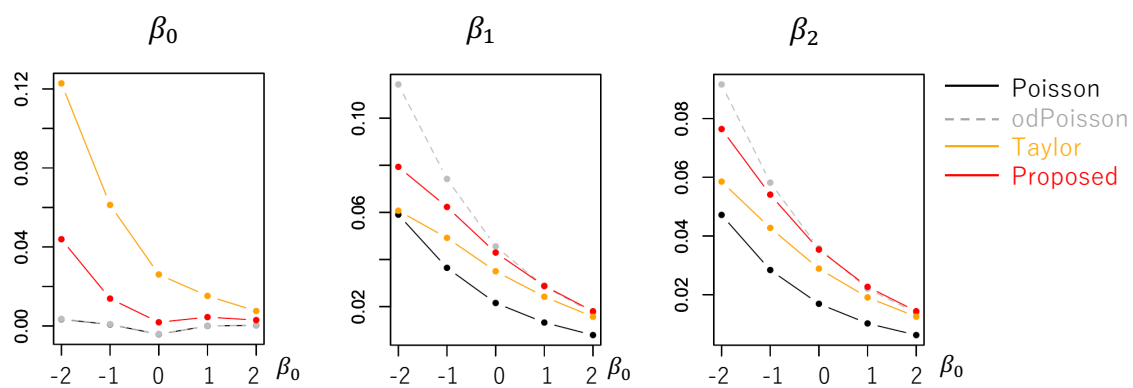 β₀ β₁ β₂
0.12
0.08
0.04
0.00
-2 -1 0 1 2 β₀
0.10
0.06
0.02
-2 -1 0 1 2 β₀
0.08
0.06
0.04
0.02
-2 -1 0 1 2 β₀
Poisson
odPoisson
Taylor
Proposed